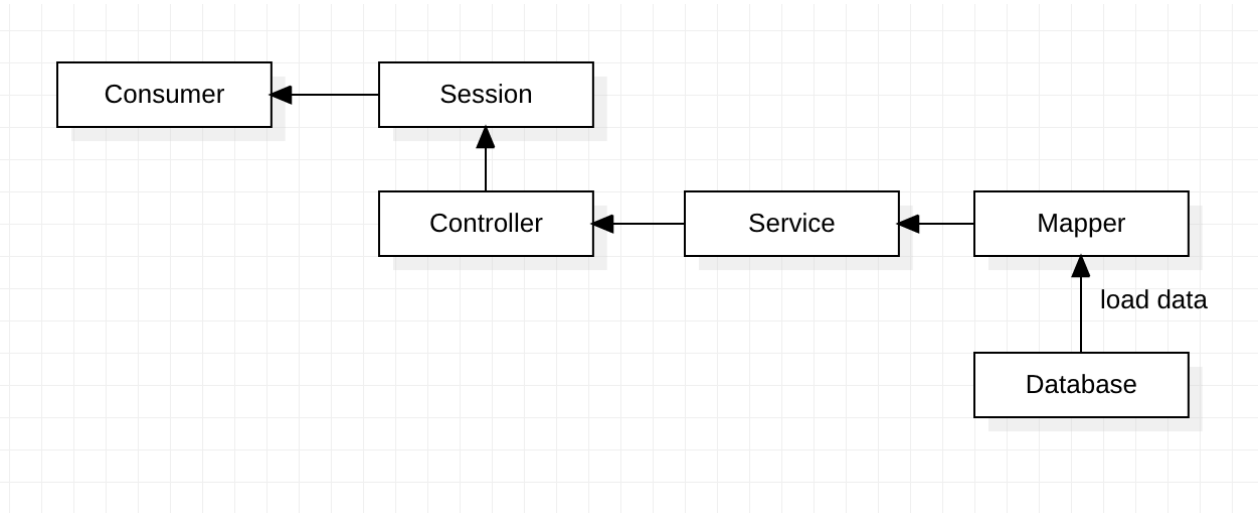 Consumer
Session
Controller
Service
Mapper
load data
Database